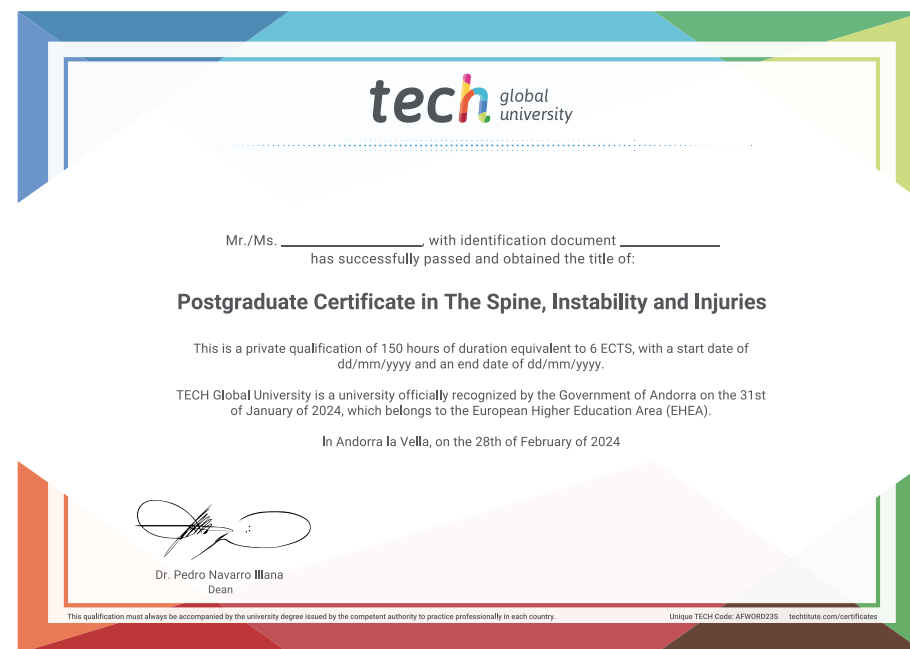 tech global university
Mr./Ms. ____________, with identification document ____________
has successfully passed and obtained the title of:
Postgraduate Certificate in The Spine, Instability and Injuries
This is a private qualification of 150 hours of duration equivalent to 6 ECTS, with a start date of
dd/mm/yyyy and an end date of dd/mm/yyyy.
TECH Global University is a university officially recognized by the Government of Andorra on the 31st
of January of 2024, which belongs to the European Higher Education Area (EHEA).
In Andorra la Vella, on the 28th of February of 2024
Dr. Pedro Navarro Illana
Dean
This qualification must always be accompanied by the university degree issued by the competent authority to practice professionally in each country.
Unique TECH Code: AFWORD23S techtitute.com/certificates